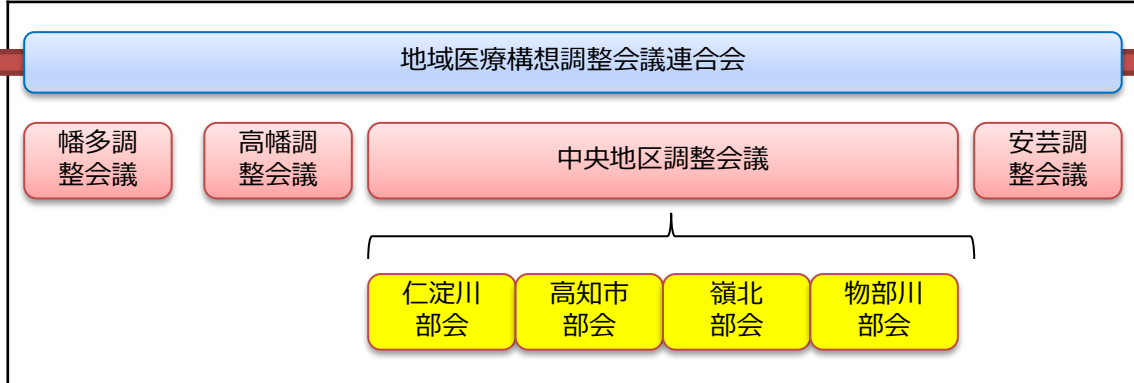 地域医療構想調整会議連合会
幡多調
整会議
高幡調
整会議
中央地区調整会議
安芸調
整会議
仁淀川
部会
高知市
部会
嶺北
部会
物部川
部会